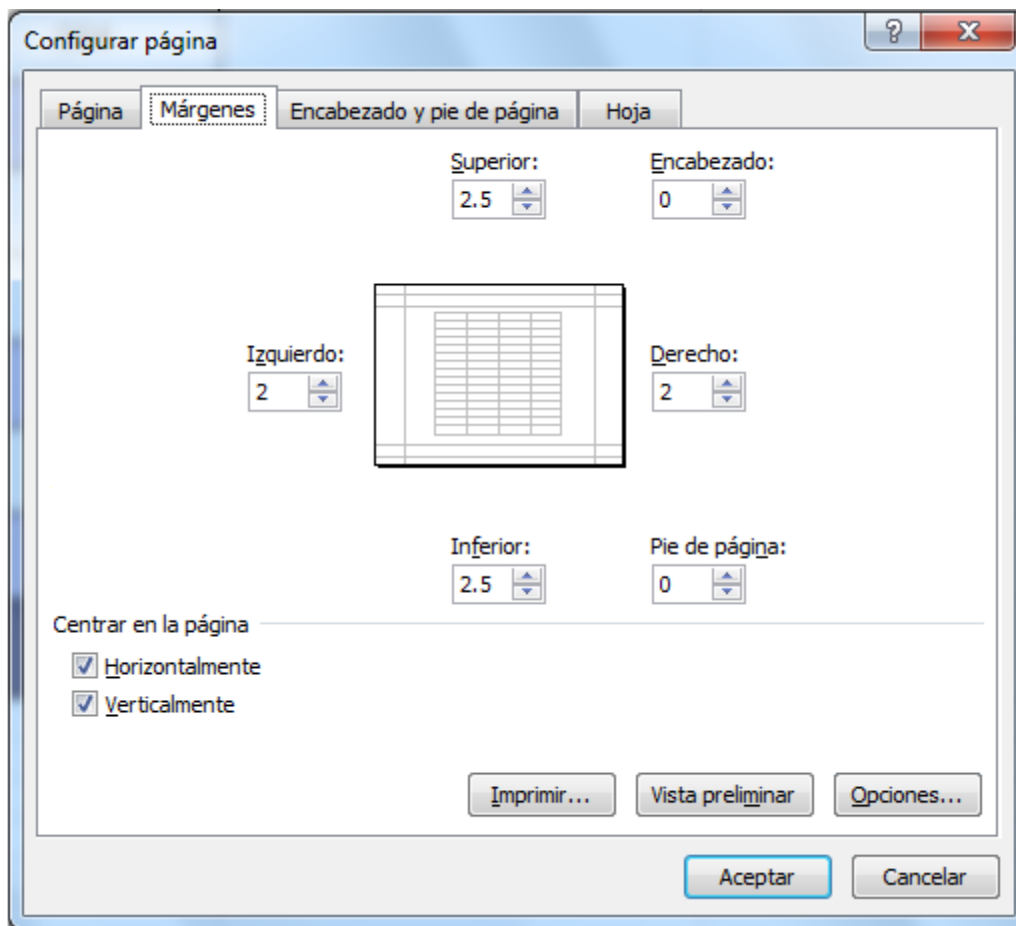 Configurar página
Página Márgenes Encabezado y pie de página Hoja
Superior: Encabezado:
2.5 0
Izquierdo: Derecho:
2 2
Inferior: Pie de página:
2.5 0
Centrar en la página
Horizontalmente
Verticalmente
Imprimir... Vista preliminar Opciones...
Aceptar Cancelar